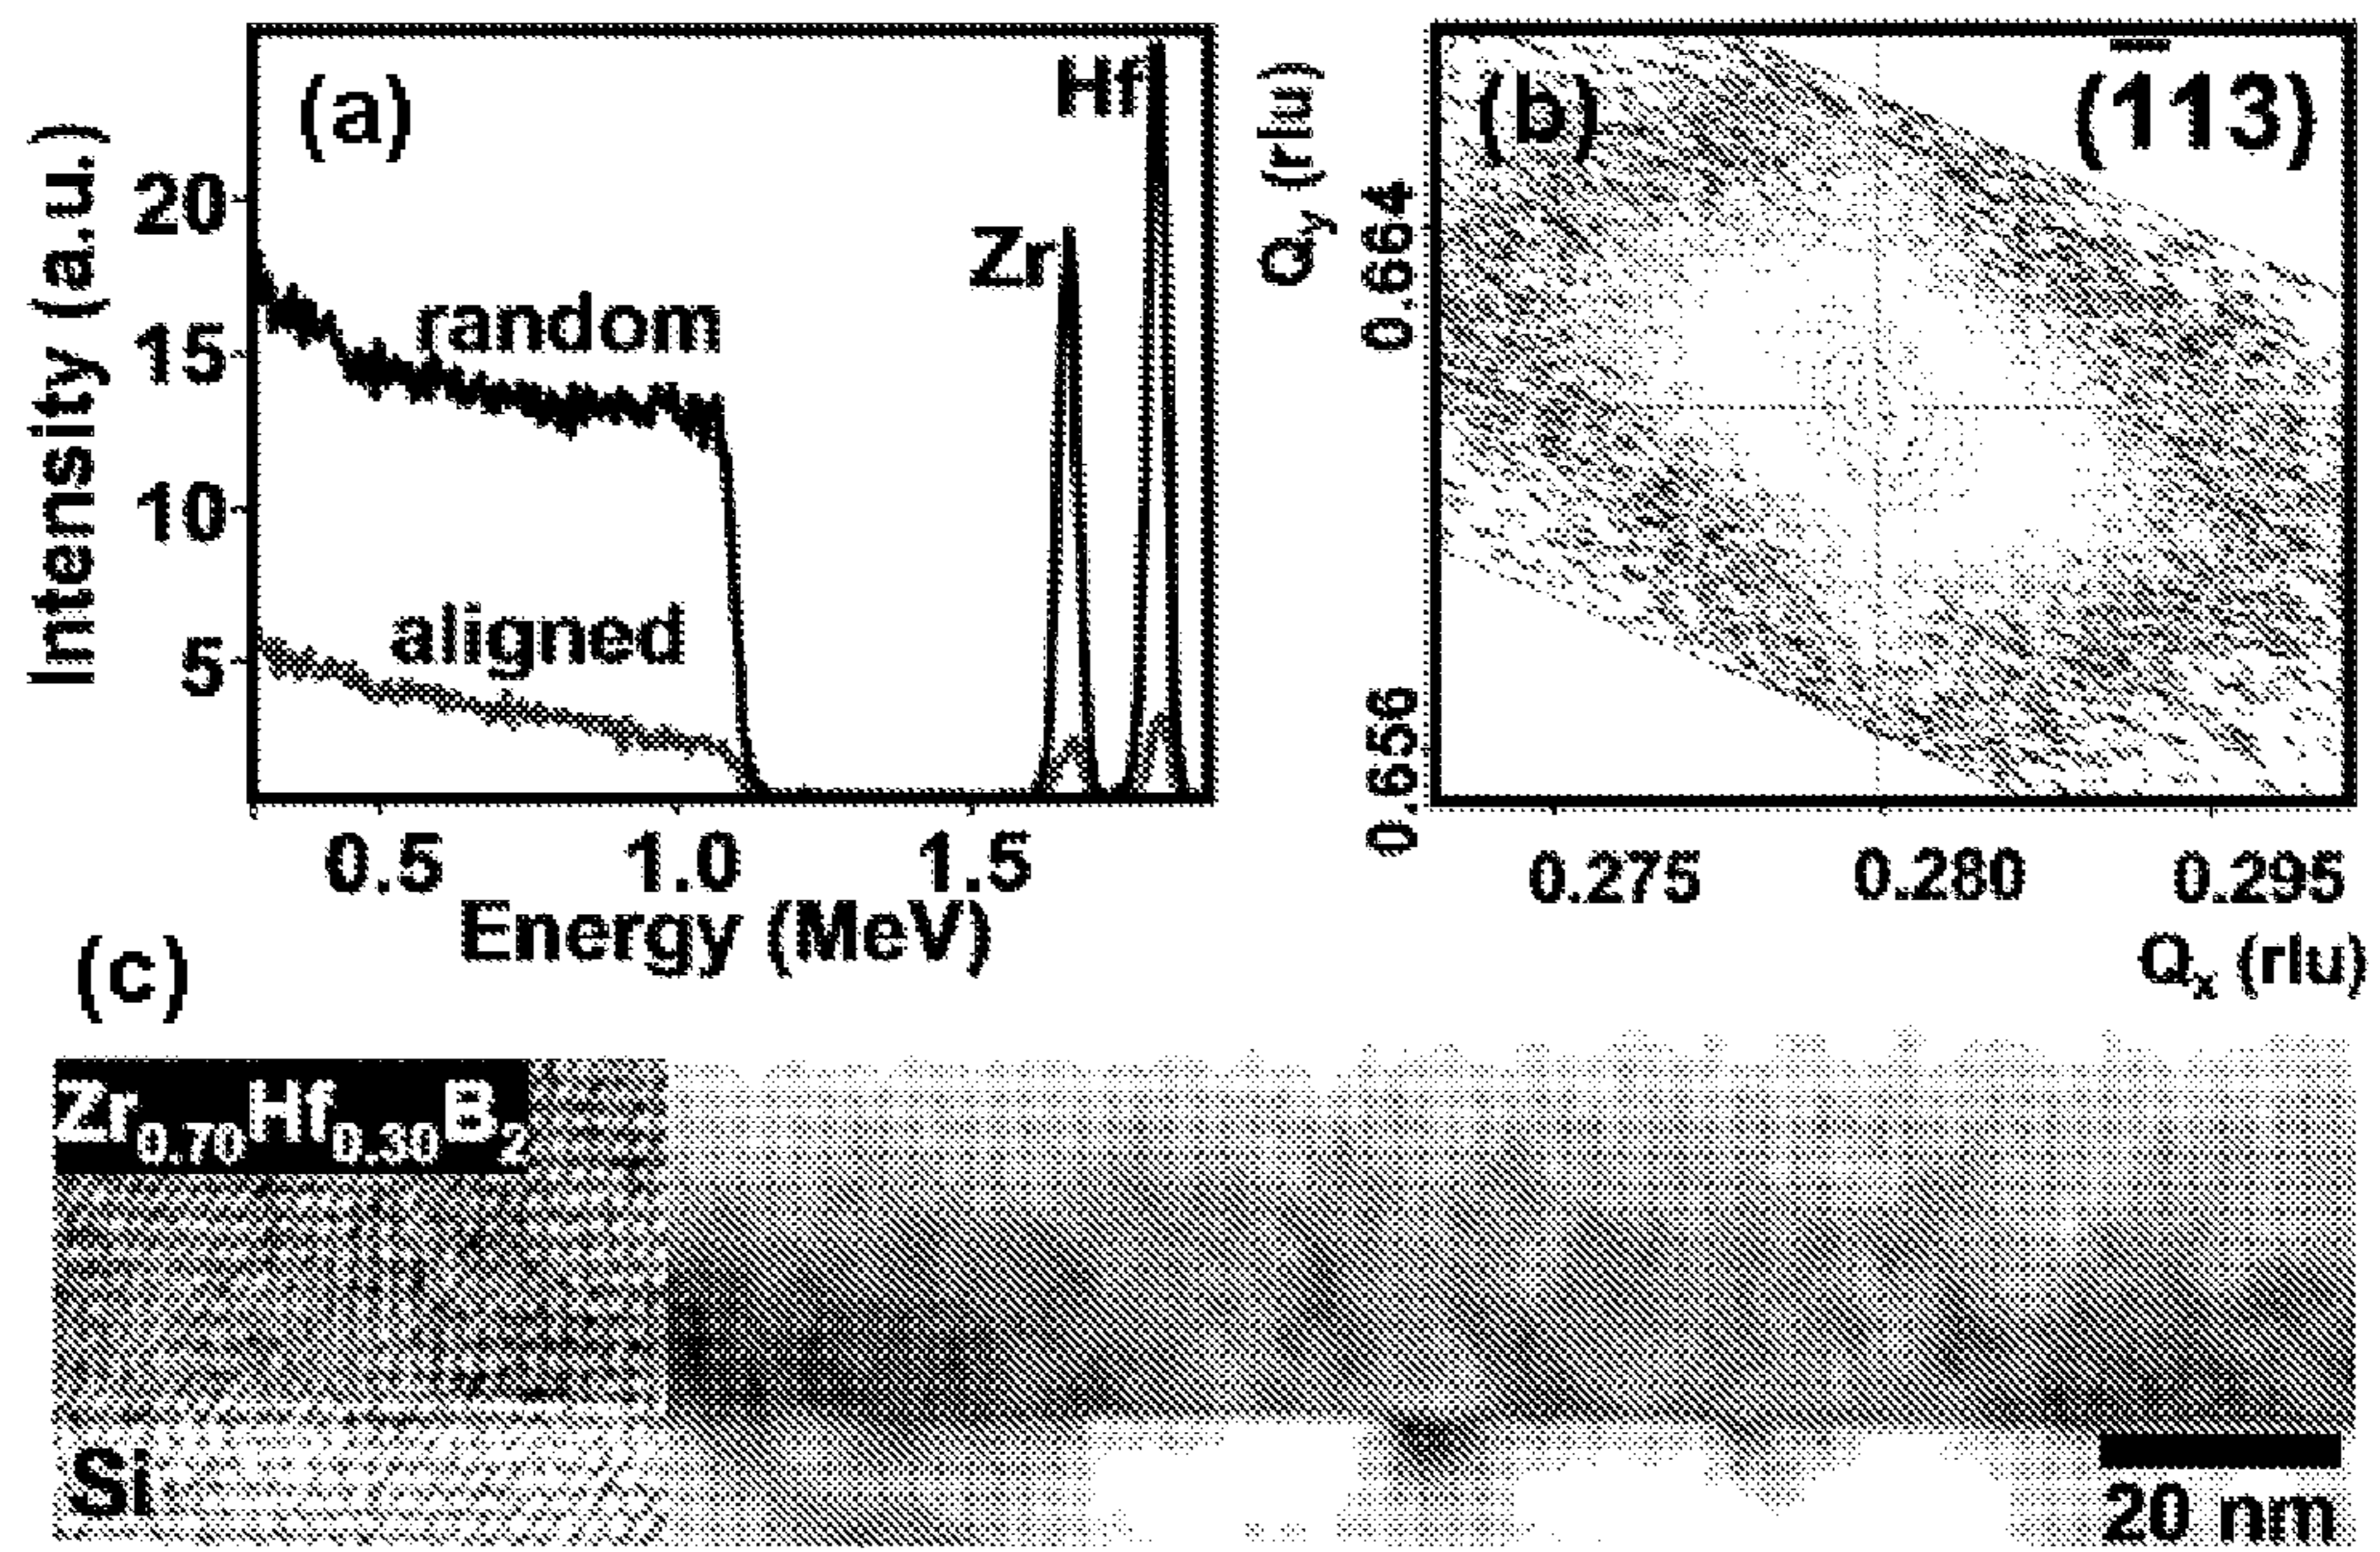 (a)
Intensity (a.u.)
20
15
10
5
random
aligned
Zr
Hf
0.5 1.0 1.5
Energy (MeV)
(b)
(1̅1̅3)
Qy (rlu)
0.664
0.656
0.275 0.280 0.295
Qx (rlu)
(c)
Zr0.70Hf0.30B2
Si
20 nm